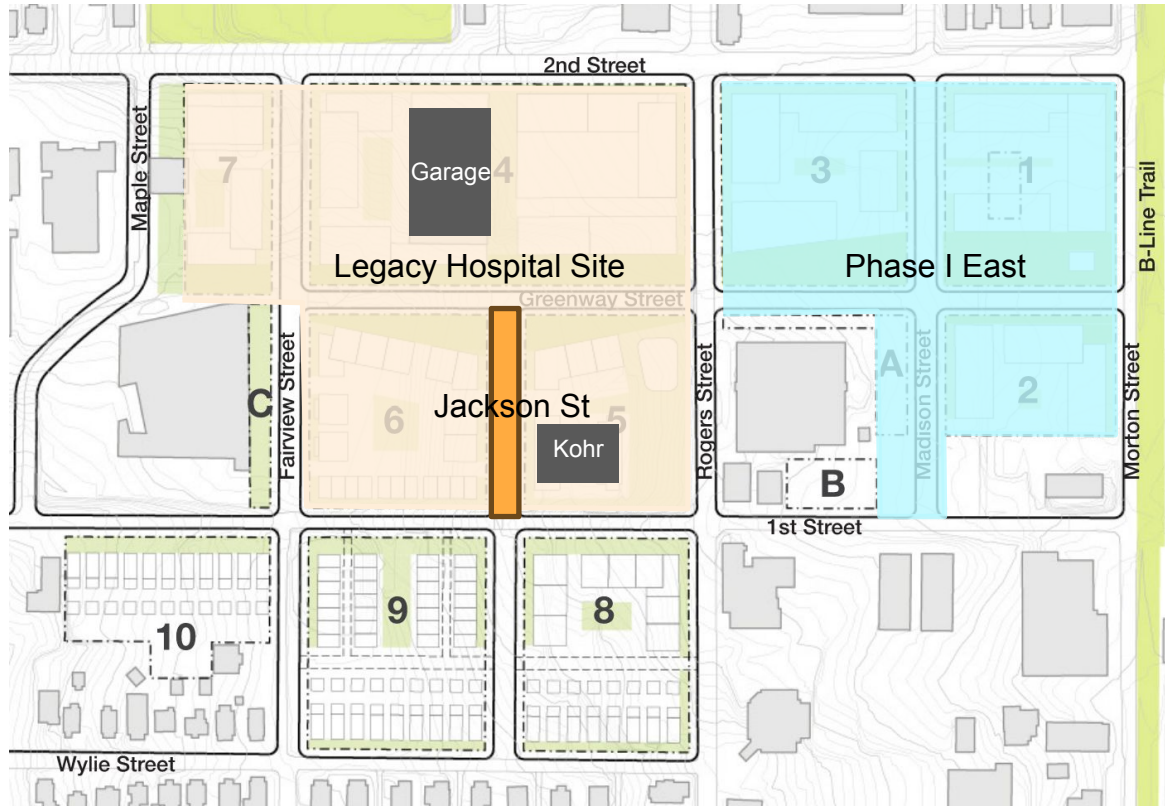 2nd Street
Maple Street
7
Garage
4
3
1
B-Line Trail
Legacy Hospital Site
Phase I East
Greenway Street
C
Fairview Street
6
Jackson St
5
Kohr
Rogers Street
A
Madison Street
2
Morton Street
B
1st Street
10
9
8
Wylie Street